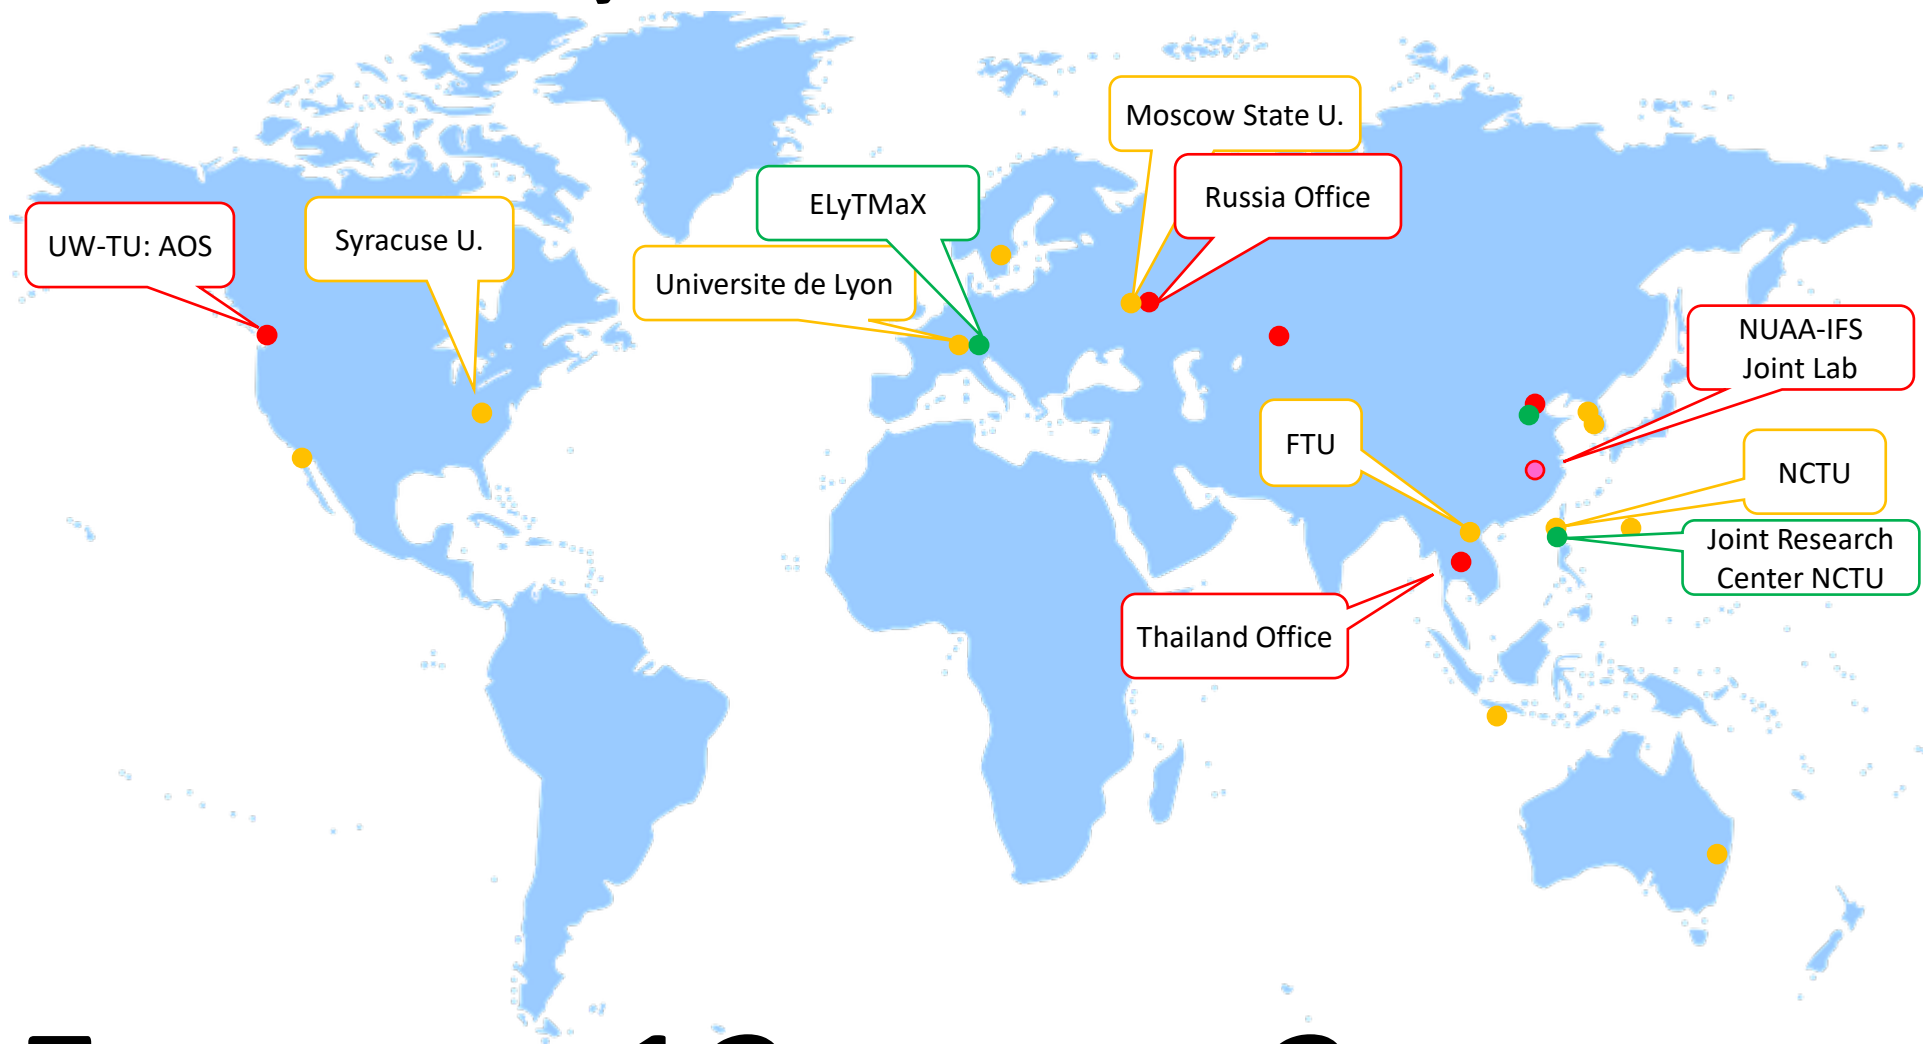 Moscow State U.
Russia Office
ELyTMaX
UW-TU: AOS
Syracuse U.
Universite de Lyon
NUAA-IFS
Joint Lab
FTU
NCTU
Joint Research
Center NCTU
Thailand Office